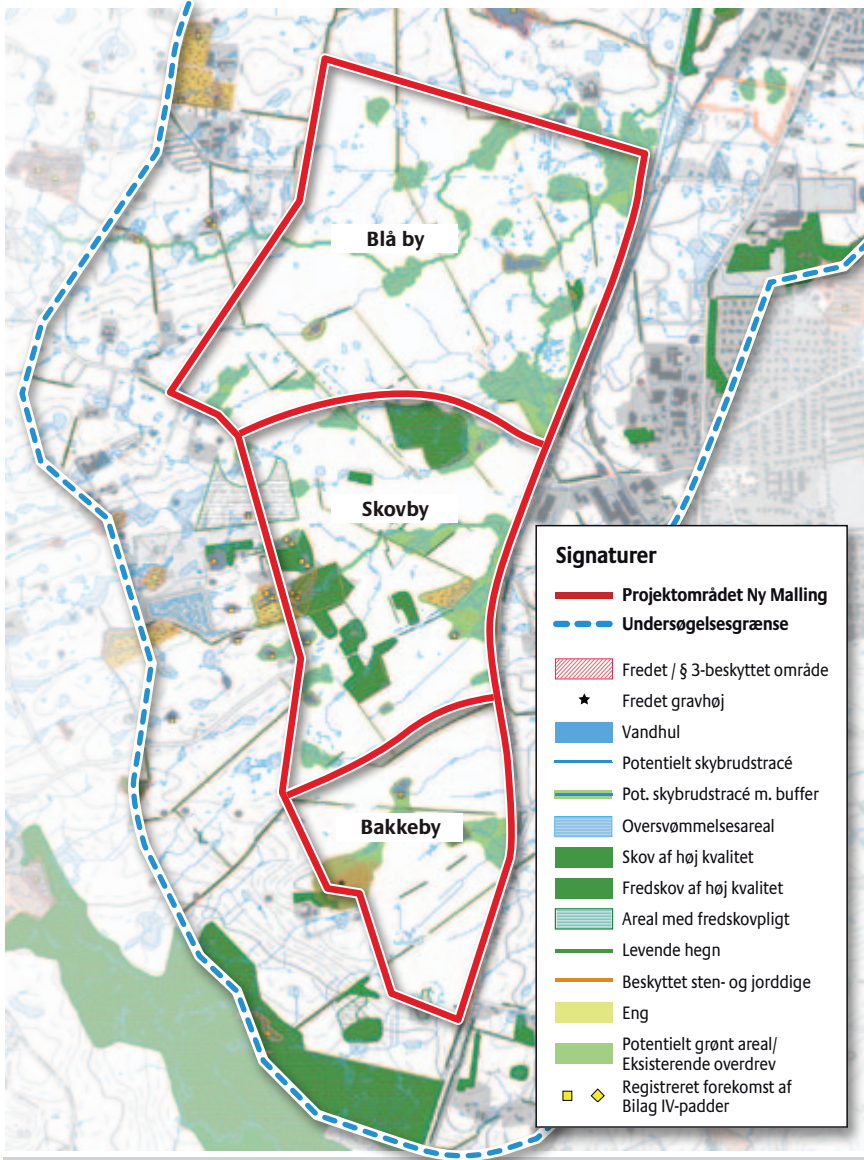 Blå by
Skovby
Bakkeby
Signaturer
Projektområdet Ny Malling
Undersøgelsesgrænse
Fredet / § 3-beskyttet område
Fredet gravhøj
Vandhul
Potentielt skybrudstracé
Pot. skybrudstracé m. buffer
Oversvømmelsesareal
Skov af høj kvalitet
Fredskov af høj kvalitet
Areal med fredskovpligt
Levende hegn
Beskyttet sten- og jorddige
Eng
Potentielt grønt areal/
Eksisterende overdrev
Registreret forekomst af
Bilag IV-padder